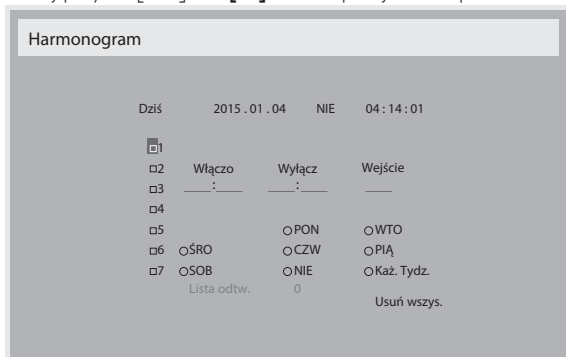 Harmonogram
Dziś 2015 . 01 . 04 NIE 04 : 14 : 01
1
2 Włączo Wyłącz Wejście
3 ____:____ ____:____ ____
4
5 PON WTO
6 ŚRO CZW PIĄ
7 SOB NIE Każ. Tydz.
Lista odtw. 0
Usuń wszys.